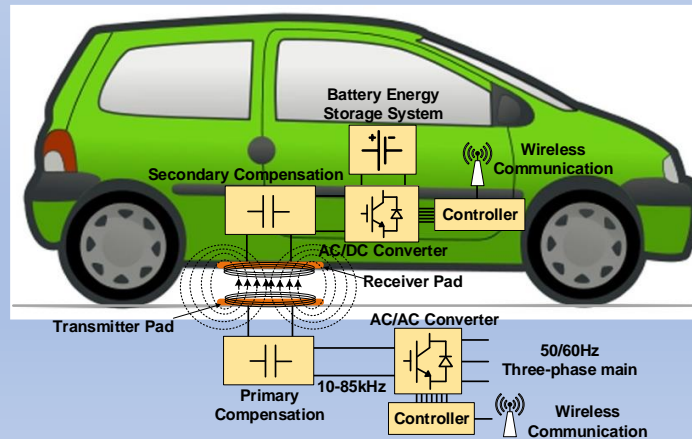 Battery Energy
Storage System
Wireless
Communication
Secondary Compensation
Controller
AC/DC Converter
Receiver Pad
Transmitter Pad
AC/AC Converter
50/60Hz
Three-phase main
10-85kHz
Primary
Compensation
Controller
Wireless
Communication